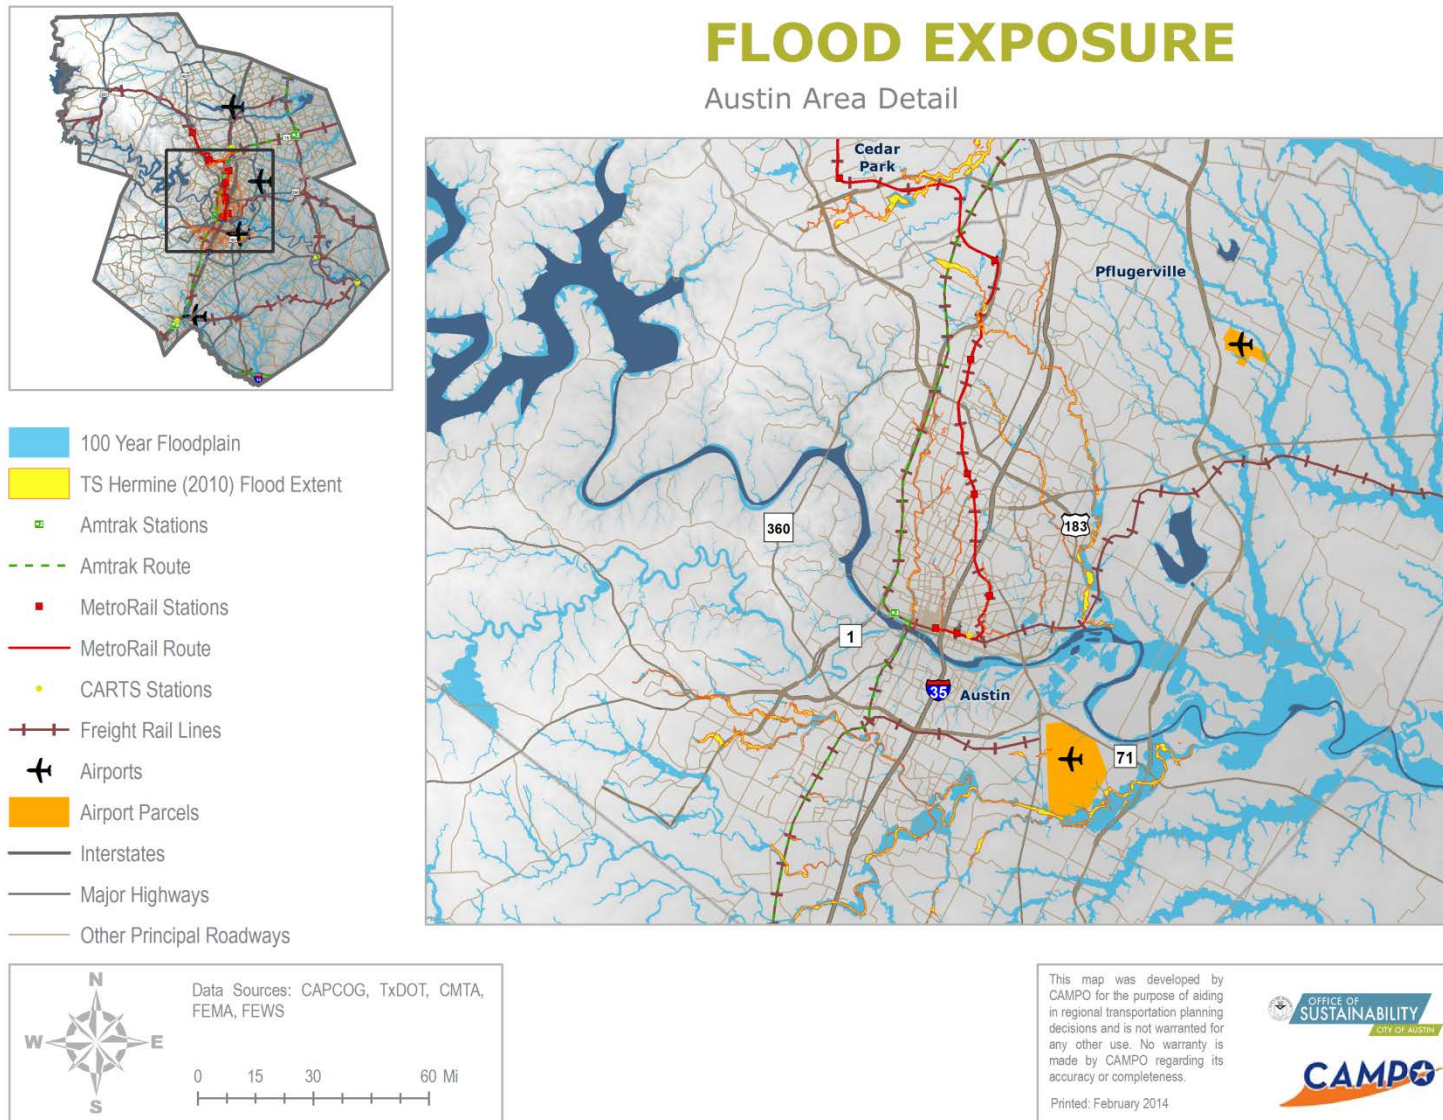 FLOOD EXPOSURE
Austin Area Detail
Cedar
Park
Pflugerville
360
183
1
35
Austin
71
100 Year Floodplain
TS Hermine (2010) Flood Extent
Amtrak Stations
Amtrak Route
MetroRail Stations
MetroRail Route
CARTS Stations
Freight Rail Lines
Airports
Airport Parcels
Interstates
Major Highways
Other Principal Roadways
N
W E
S
Data Sources: CAPCOG, TxDOT, CMTA,
FEMA, FEWS
0 15 30 60 Mi
This map was developed by
CAMPO for the purpose of aiding
in regional transportation planning
decisions and is not warranted for
any other use. No warranty is
made by CAMPO regarding its
accuracy or completeness.
Printed: February 2014
OFFICE OF
SUSTAINABILITY
CITY OF AUSTIN
CAMPO